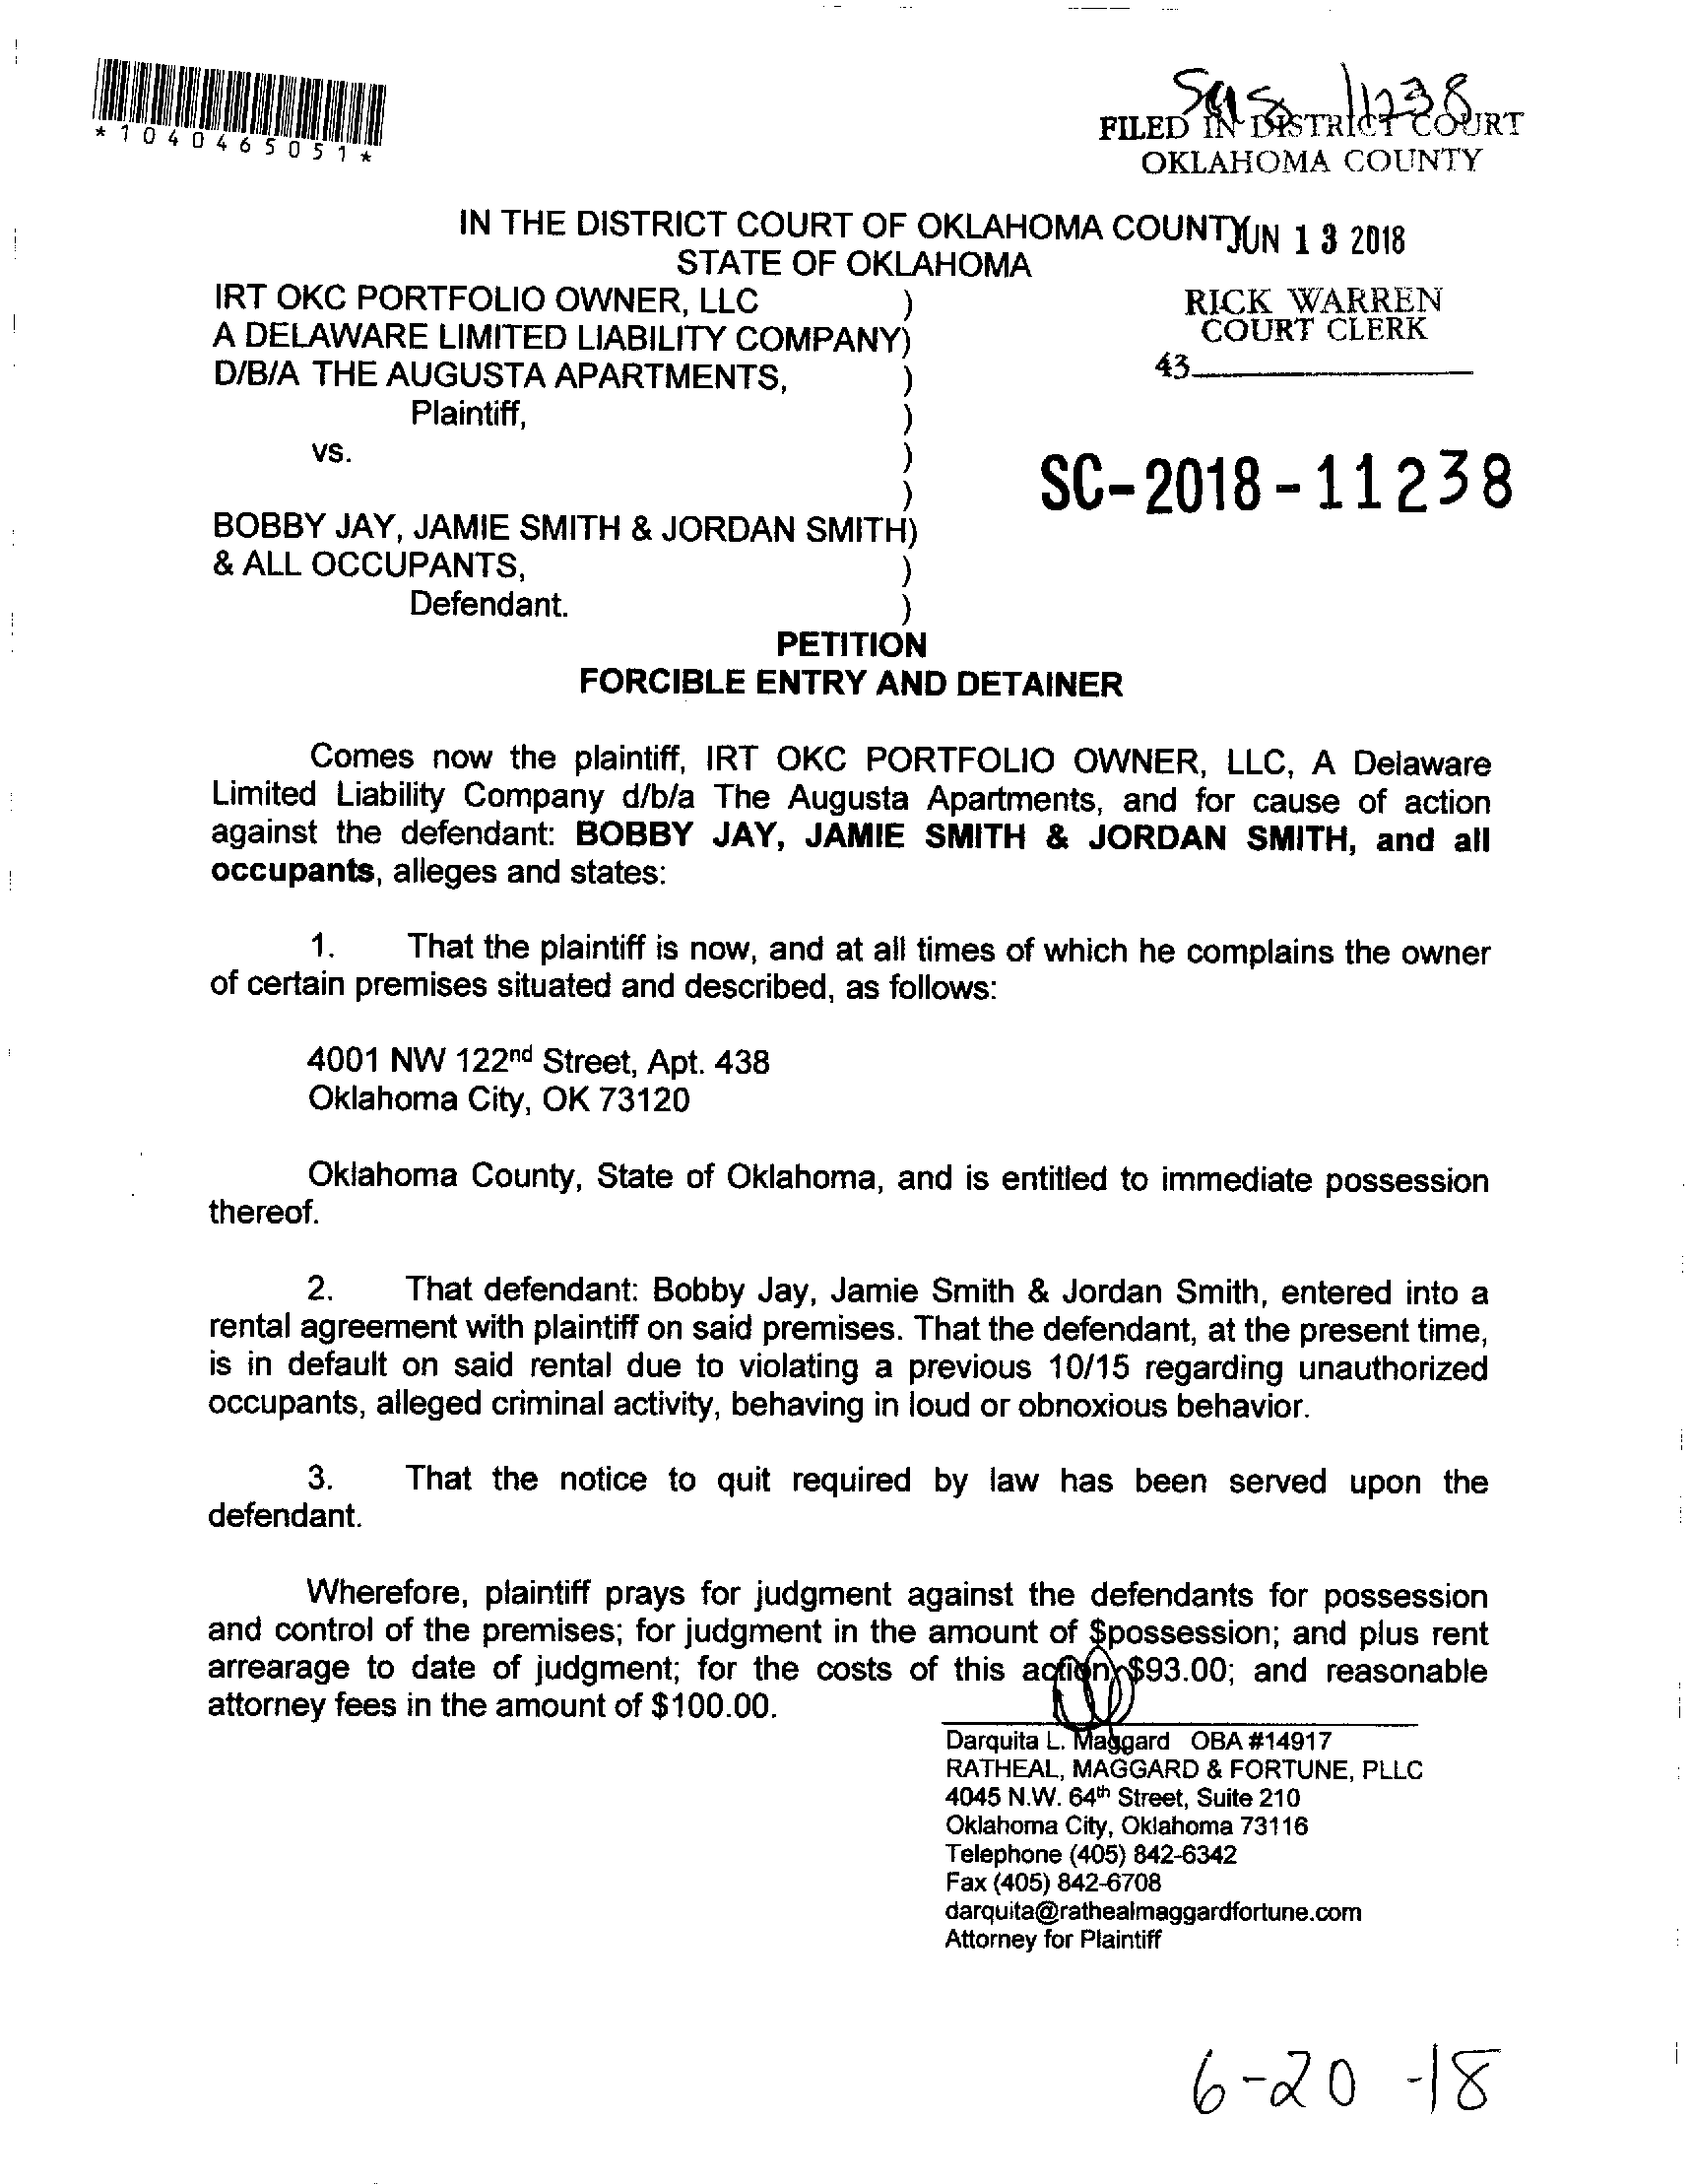 *1040465051*
FILED IN DISTRICT COURT
OKLAHOMA COUNTY
IN THE DISTRICT COURT OF OKLAHOMA COUNTY
JUN 13 2018
STATE OF OKLAHOMA
IRT OKC PORTFOLIO OWNER, LLC )
RICK WARREN
A DELAWARE LIMITED LIABILITY COMPANY)
COURT CLERK
D/B/A THE AUGUSTA APARTMENTS, )
43
Plaintiff, )
vs. )
)
SC-2018-11238
BOBBY JAY, JAMIE SMITH & JORDAN SMITH)
& ALL OCCUPANTS, )
Defendant. )
PETITION
FORCIBLE ENTRY AND DETAINER
Comes now the plaintiff, IRT OKC PORTFOLIO OWNER, LLC, A Delaware
Limited Liability Company d/b/a The Augusta Apartments, and for cause of action
against the defendant: BOBBY JAY, JAMIE SMITH & JORDAN SMITH, and all
occupants, alleges and states:
1. That the plaintiff is now, and at all times of which he complains the owner
of certain premises situated and described, as follows:
4001 NW 122nd Street, Apt. 438
Oklahoma City, OK 73120
Oklahoma County, State of Oklahoma, and is entitled to immediate possession
thereof.
2. That defendant: Bobby Jay, Jamie Smith & Jordan Smith, entered into a
rental agreement with plaintiff on said premises. That the defendant, at the present time,
is in default on said rental due to violating a previous 10/15 regarding unauthorized
occupants, alleged criminal activity, behaving in loud or obnoxious behavior.
3. That the notice to quit required by law has been served upon the
defendant.
Wherefore, plaintiff prays for judgment against the defendants for possession
and control of the premises; for judgment in the amount of $possession; and plus rent
arrearage to date of judgment; for the costs of this action, $93.00; and reasonable
attorney fees in the amount of $100.00.
Darquita L. Maggard OBA #14917
RATHEAL, MAGGARD & FORTUNE, PLLC
4045 N.W. 64th Street, Suite 210
Oklahoma City, Oklahoma 73116
Telephone (405) 842-6342
Fax (405) 842-6708
darquita@rathealmaggardfortune.com
Attorney for Plaintiff
6-20-18